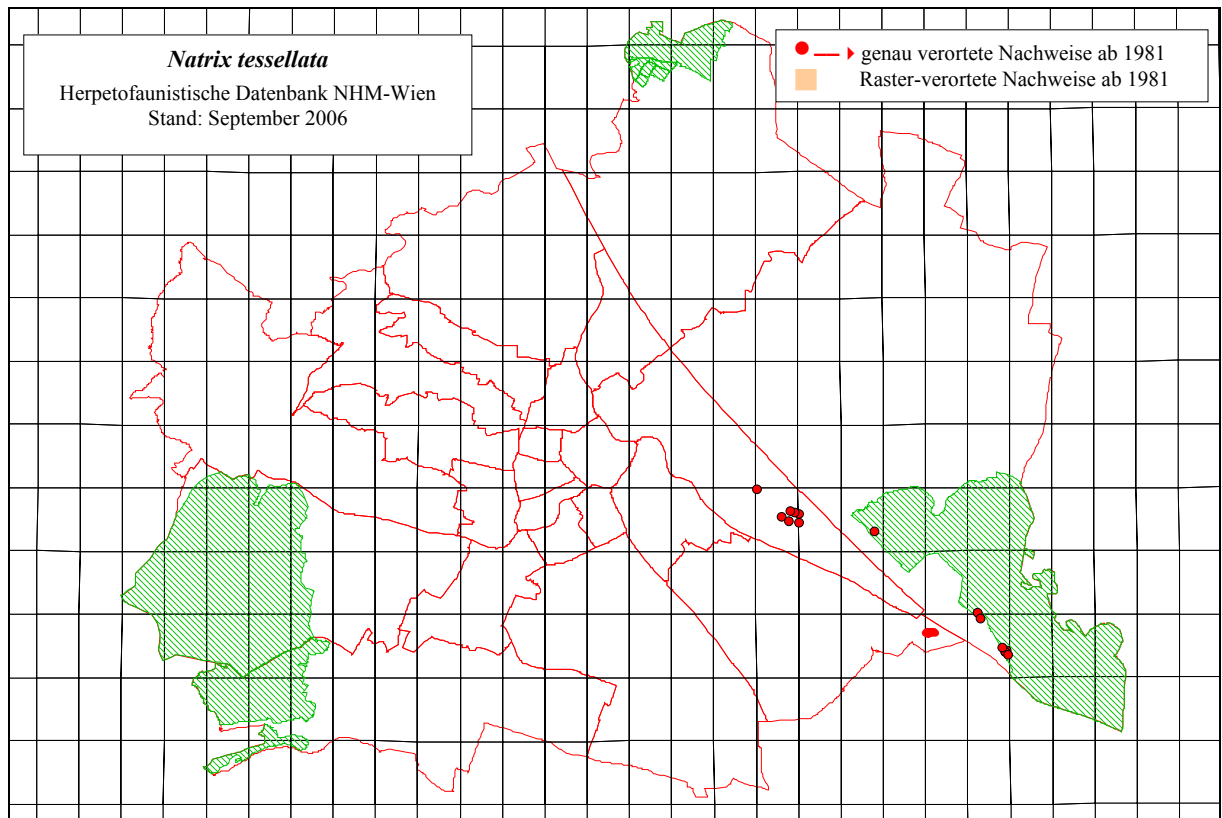 Natrix tessellata
Herpetofaunistische Datenbank NHM-Wien
Stand: September 2006
genau verortete Nachweise ab 1981
Raster-verortete Nachweise ab 1981